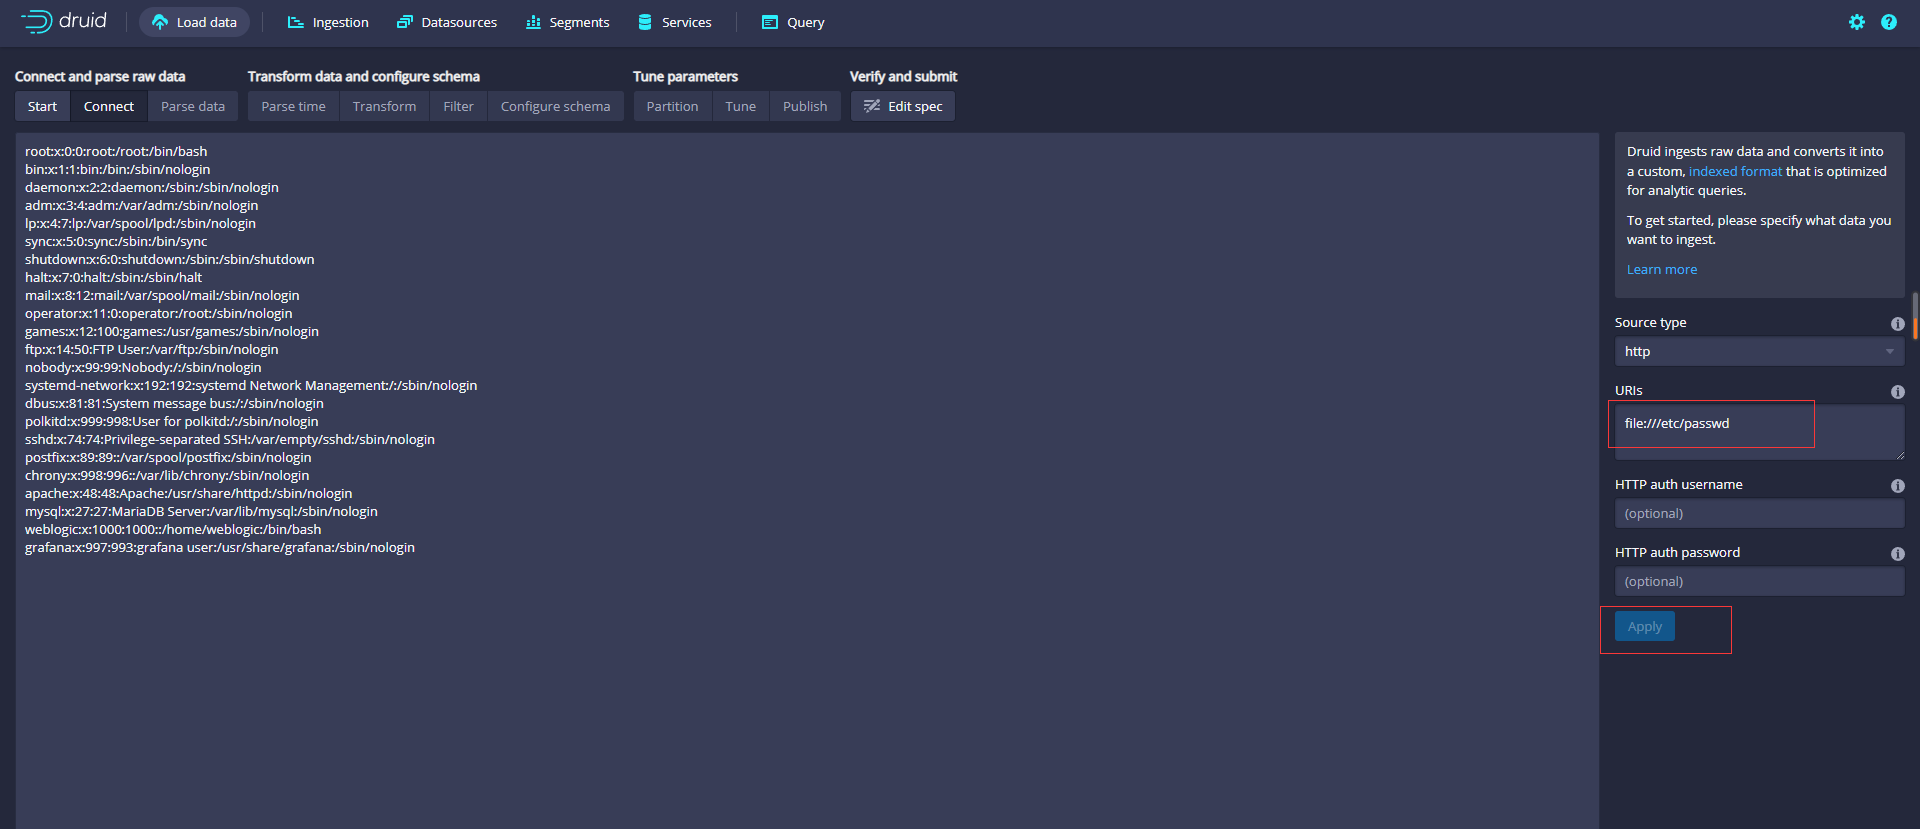 druid
Load data
Ingestion
Datasources
Segments
Services
Query
Connect and parse raw data
Transform data and configure schema
Tune parameters
Verify and submit
Start
Connect
Parse data
Parse time
Transform
Filter
Configure schema
Partition
Tune
Publish
Edit spec
root:x:0:0:root:/root:/bin/bash
bin:x:1:1:bin:/bin:/sbin/nologin
daemon:x:2:2:daemon:/sbin:/sbin/nologin
adm:x:3:4:adm:/var/adm:/sbin/nologin
lp:x:4:7:lp:/var/spool/lpd:/sbin/nologin
sync:x:5:0:sync:/sbin:/bin/sync
shutdown:x:6:0:shutdown:/sbin:/sbin/shutdown
halt:x:7:0:halt:/sbin:/sbin/halt
mail:x:8:12:mail:/var/spool/mail:/sbin/nologin
operator:x:11:0:operator:/root:/sbin/nologin
games:x:12:100:games:/usr/games:/sbin/nologin
ftp:x:14:50:FTP User:/var/ftp:/sbin/nologin
nobody:x:99:99:Nobody:/:/sbin/nologin
systemd-network:x:192:192:systemd Network Management:/:/sbin/nologin
dbus:x:81:81:System message bus:/:/sbin/nologin
polkitd:x:999:998:User for polkitd:/:/sbin/nologin
sshd:x:74:74:Privilege-separated SSH:/var/empty/sshd:/sbin/nologin
postfix:x:89:89::/var/spool/postfix:/sbin/nologin
chrony:x:998:996::/var/lib/chrony:/sbin/nologin
apache:x:48:48:Apache:/usr/share/httpd:/sbin/nologin
mysql:x:27:27:MariaDB Server:/var/lib/mysql:/sbin/nologin
weblogic:x:1000:1000::/home/weblogic:/bin/bash
grafana:x:997:993:grafana user:/usr/share/grafana:/sbin/nologin
Druid ingests raw data and converts it into
a custom, indexed format that is optimized
for analytic queries.
To get started, please specify what data you
want to ingest.
Learn more
Source type
http
URIs
file:///etc/passwd
HTTP auth username
(optional)
HTTP auth password
(optional)
Apply